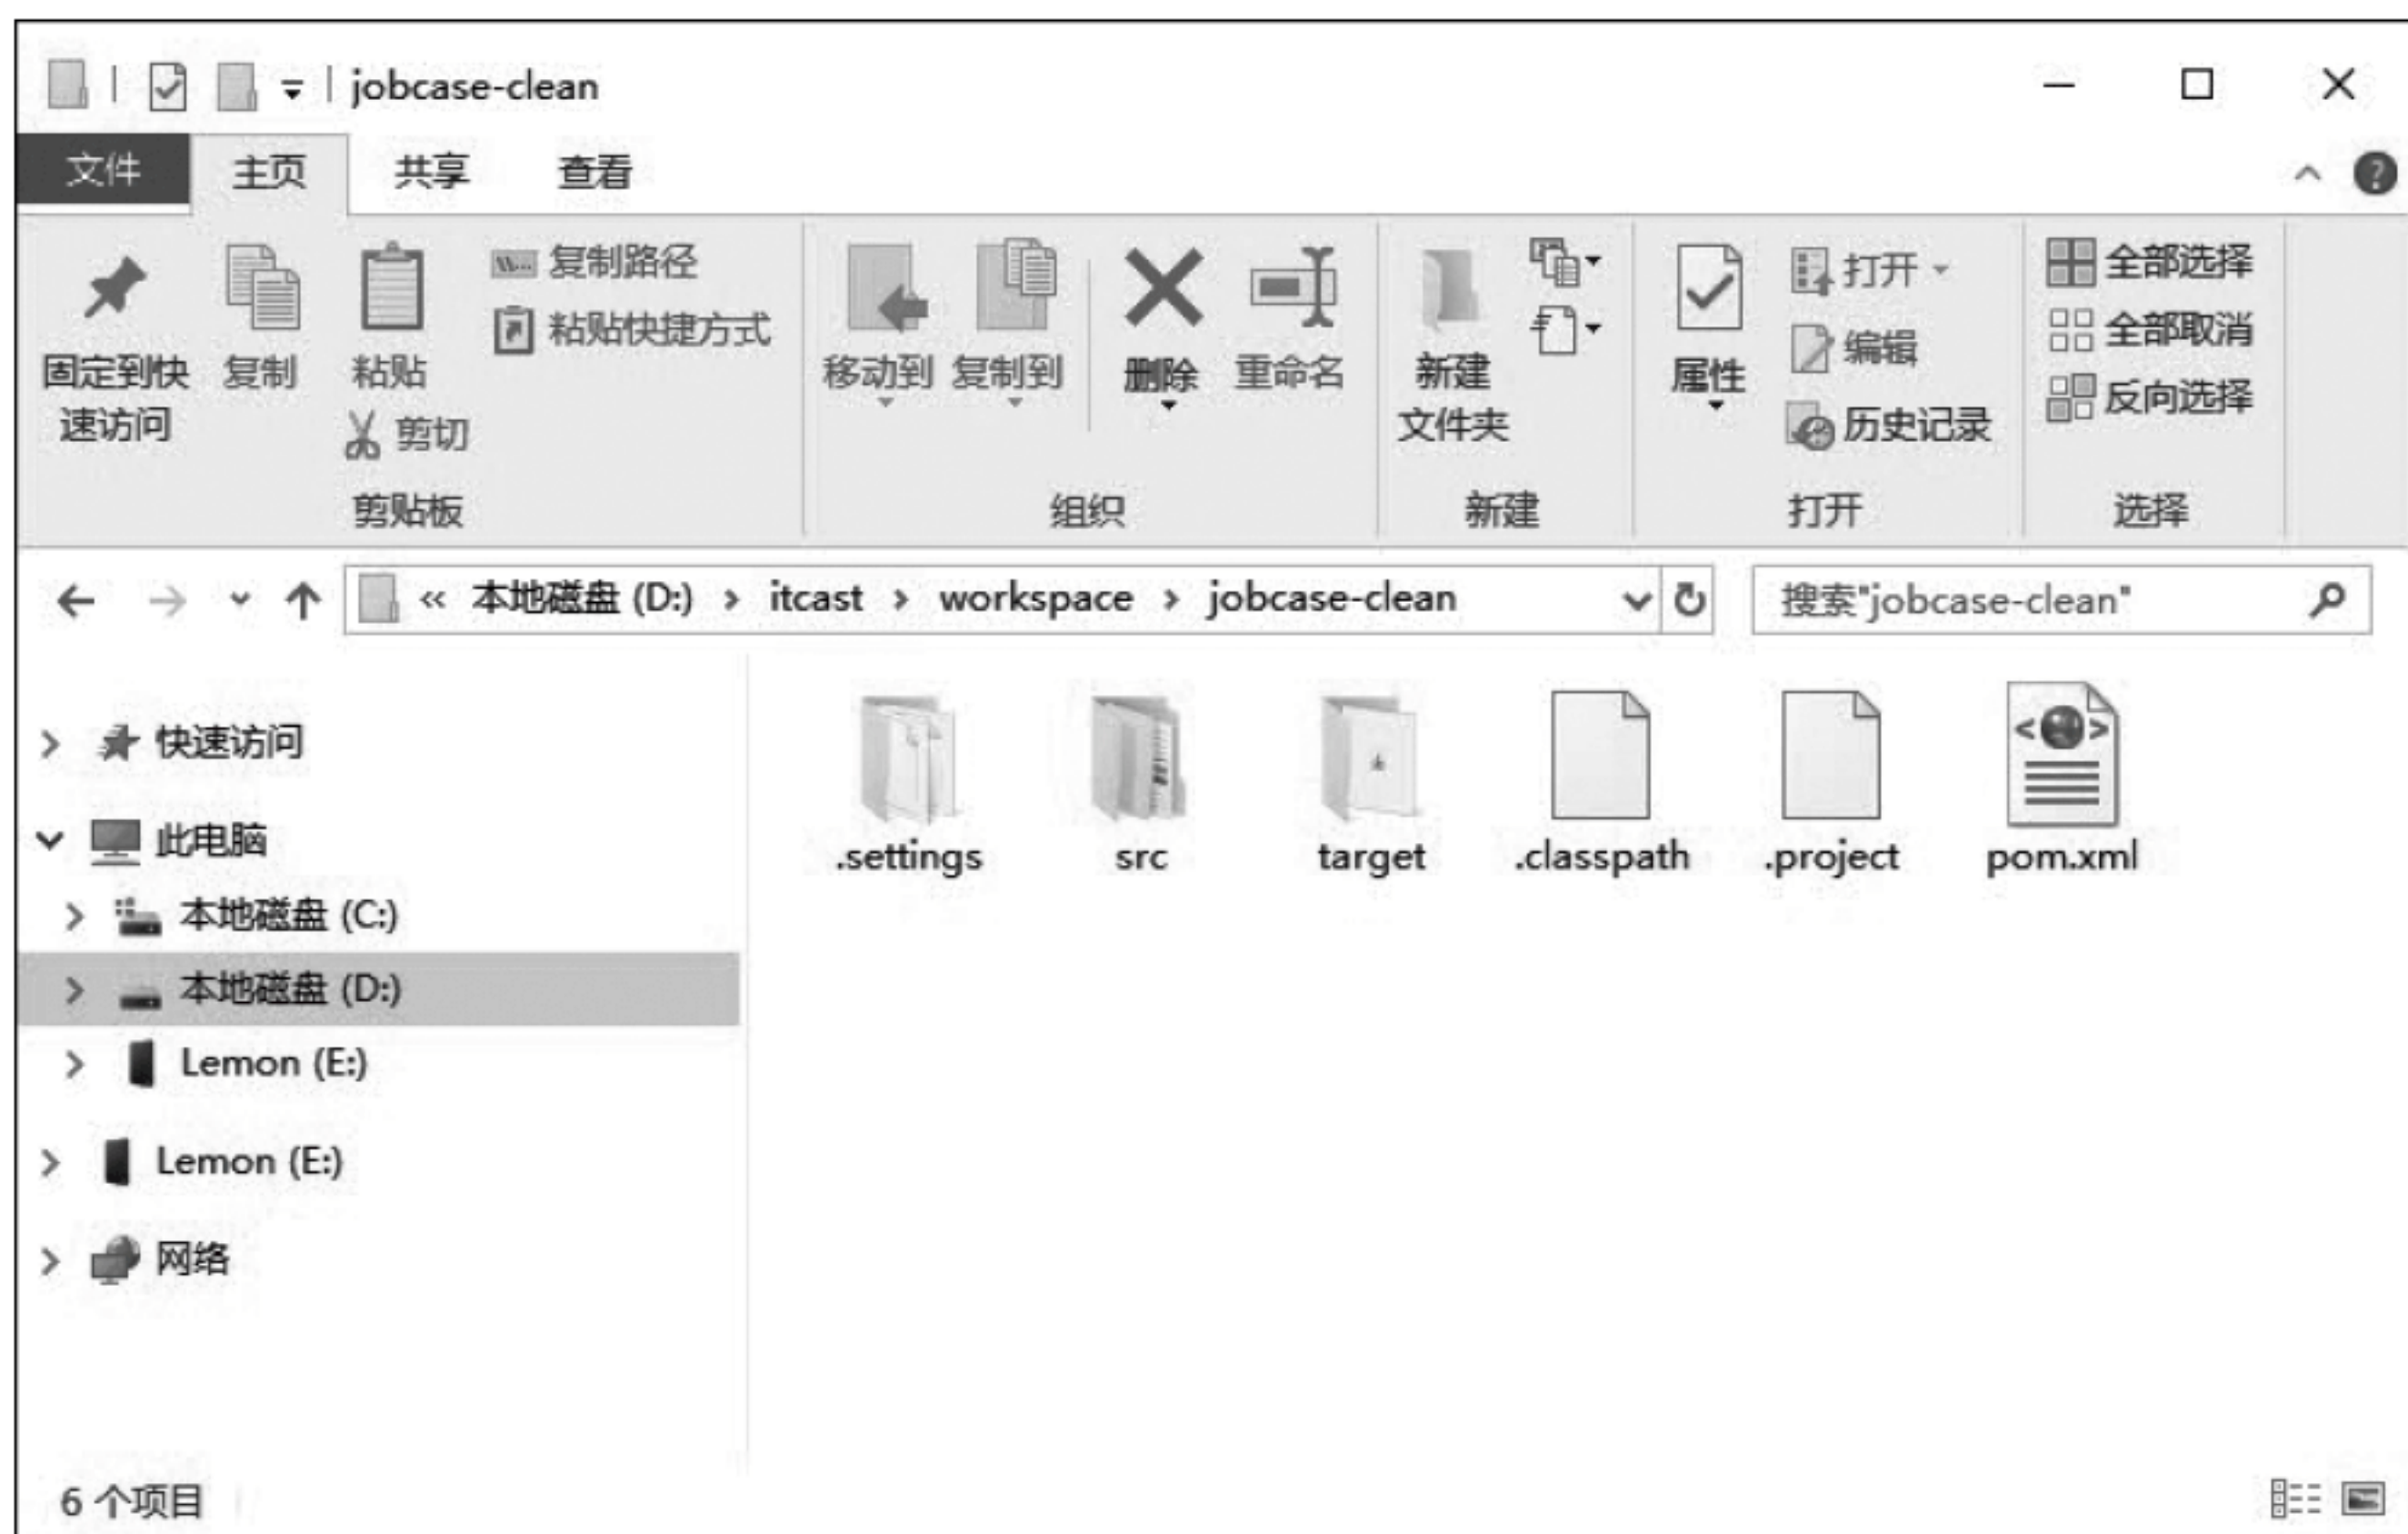 jobcase-clean
文件 主页 共享 查看
复制路径
粘贴快捷方式
固定到快速访问
复制
粘贴
剪切
剪贴板
移动到
复制到
删除
重命名
组织
新建
文件夹
新建
属性
打开
编辑
历史记录
打开
全部选择
全部取消
反向选择
选择
« 本地磁盘 (D:) › itcast › workspace › jobcase-clean
搜索"jobcase-clean"
快速访问
此电脑
本地磁盘 (C:)
本地磁盘 (D:)
Lemon (E:)
Lemon (E:)
网络
.settings src target .classpath .project pom.xml
6 个项目